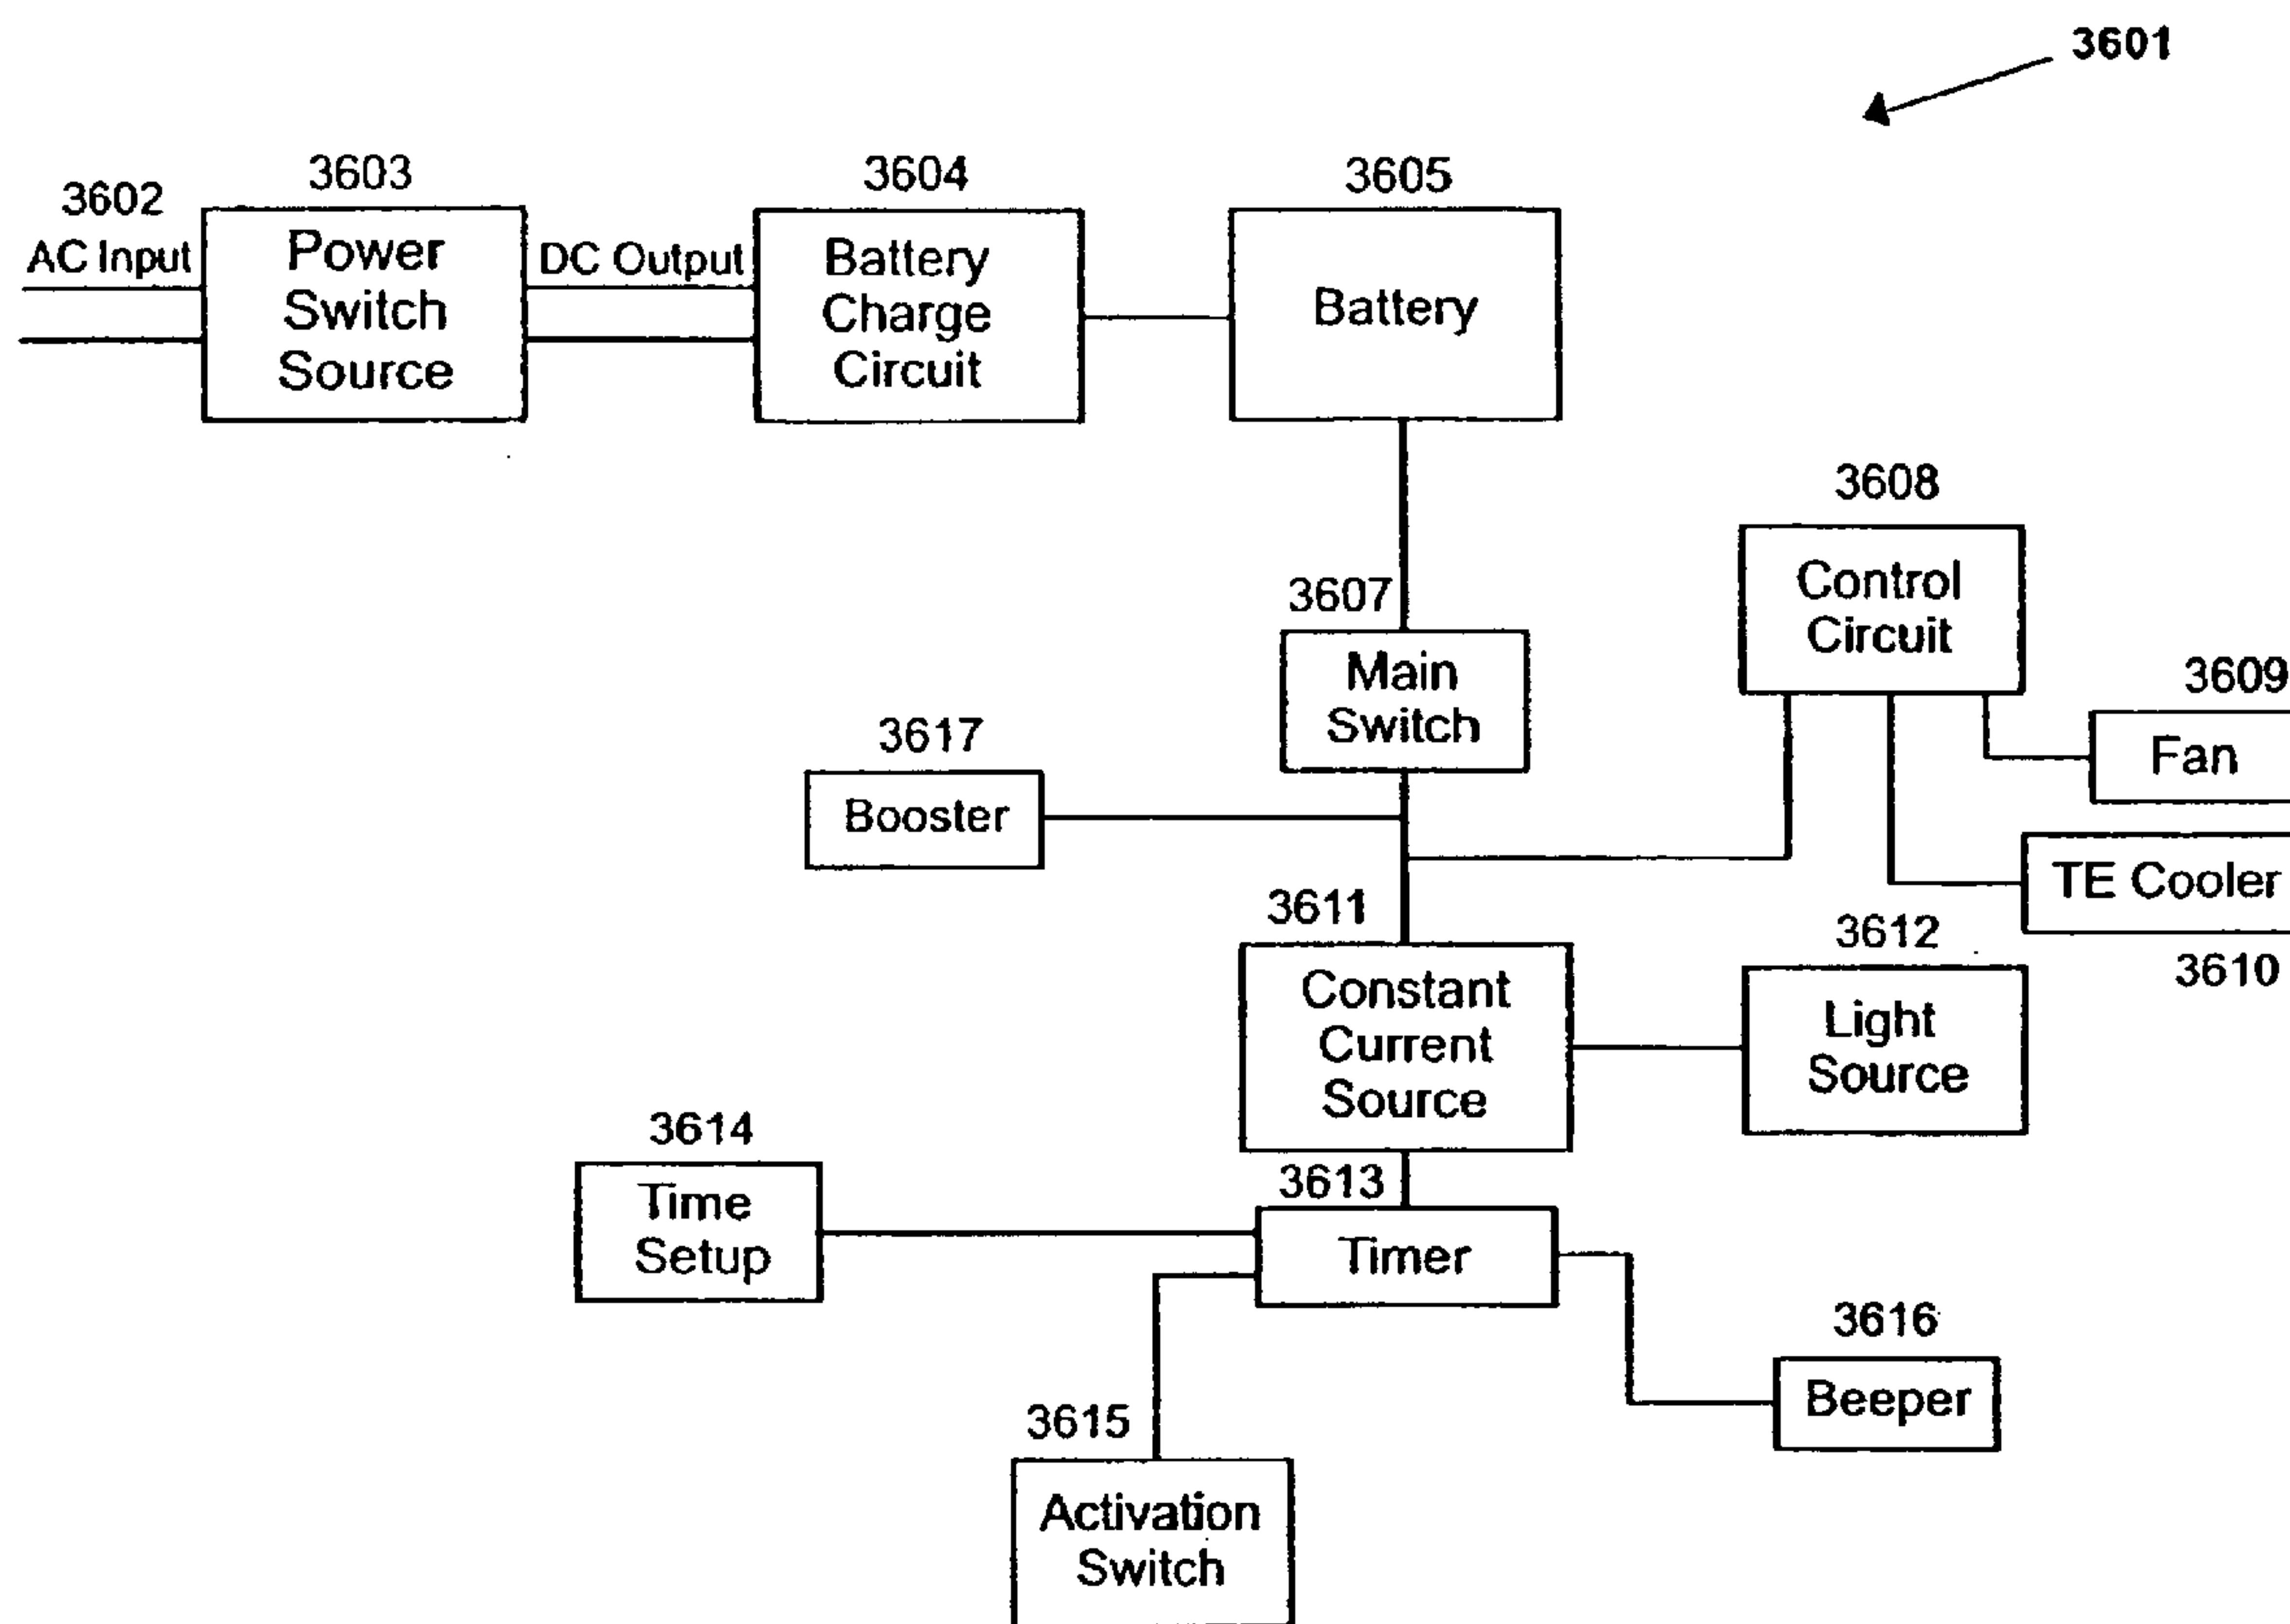 3601
3602
AC Input
3603
Power
Switch
Source
DC Output
3604
Battery
Charge
Circuit
3605
Battery
3607
Main
Switch
3608
Control
Circuit
3609
Fan
TE Cooler
3610
3617
Booster
3611
Constant
Current
Source
3612
Light
Source
3613
Timer
3614
Time
Setup
3615
Activation
Switch
3616
Beeper